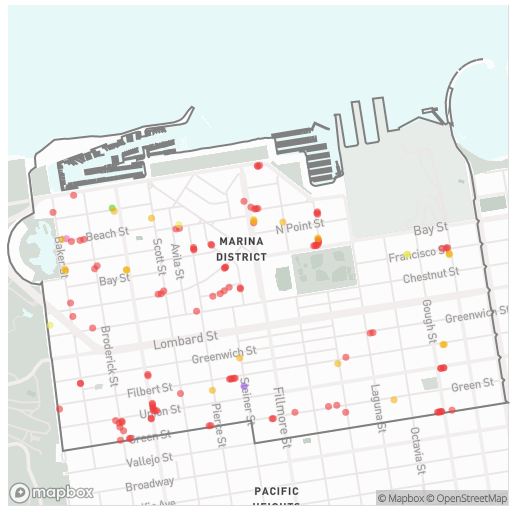 N Point St
Bay St
Beach St
MARINA
DISTRICT
Baker St
Scott St
Avila St
Francisco St
Chestnut St
Bay St
Gough St
Greenwich St
Lombard St
Broderick St
Greenwich St
Filbert St
Green St
Union St
Pierce St
Steiner St
Fillmore St
Laguna St
Green St
Octavia St
Vallejo St
Broadway
PACIFIC
HEIGHTS
mapbox
© Mapbox © OpenStreetMap